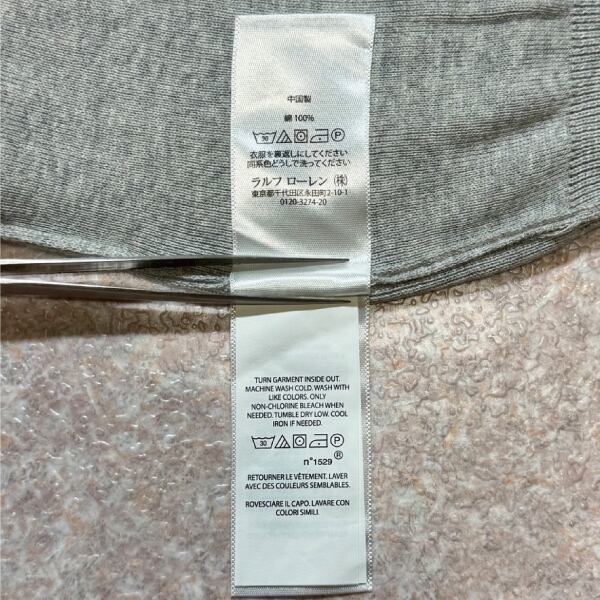 中国製
綿 100%
30 P
衣服を裏返しにしてください
同系色どうしで洗ってください
ラルフ ローレン (株)
東京都千代田区永田町2-10-1
0120-3274-20
TURN GARMENT INSIDE OUT.
MACHINE WASH COLD. WASH WITH
LIKE COLORS. ONLY
NON-CHLORINE BLEACH WHEN
NEEDED. TUMBLE DRY LOW. COOL
IRON IF NEEDED.
30 P
n°1529 ®
RETOURNER LE VÊTEMENT. LAVER
AVEC DES COULEURS SEMBLABLES.
ROVESCIARE IL CAPO. LAVARE CON
COLORI SIMILI.